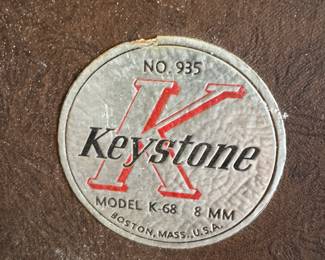 NO. 935
K
Keystone
MODEL K-68 8 MM
BOSTON, MASS., U.S.A.